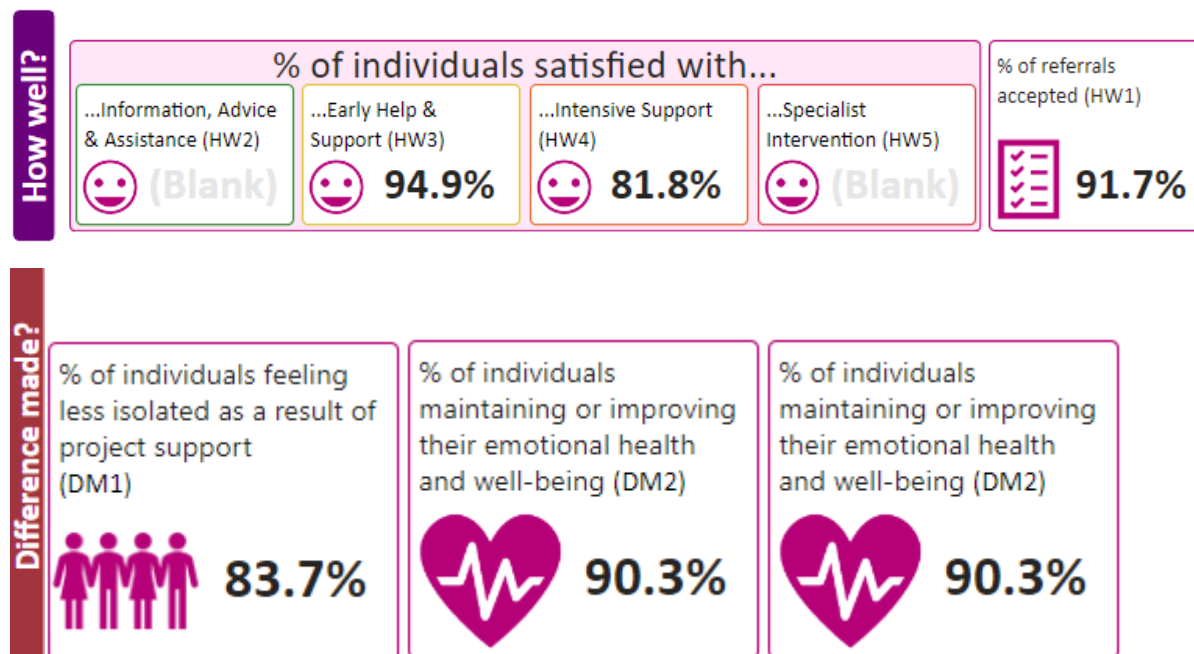 How well?
% of individuals satisfied with...
...Information, Advice
& Assistance (HW2)
(Blank)
...Early Help &
Support (HW3)
94.9%
...Intensive Support
(HW4)
81.8%
...Specialist
Intervention (HW5)
(Blank)
% of referrals
accepted (HW1)
91.7%
Difference made?
% of individuals feeling
less isolated as a result of
project support
(DM1)
83.7%
% of individuals
maintaining or improving
their emotional health
and well-being (DM2)
90.3%
% of individuals
maintaining or improving
their emotional health
and well-being (DM2)
90.3%